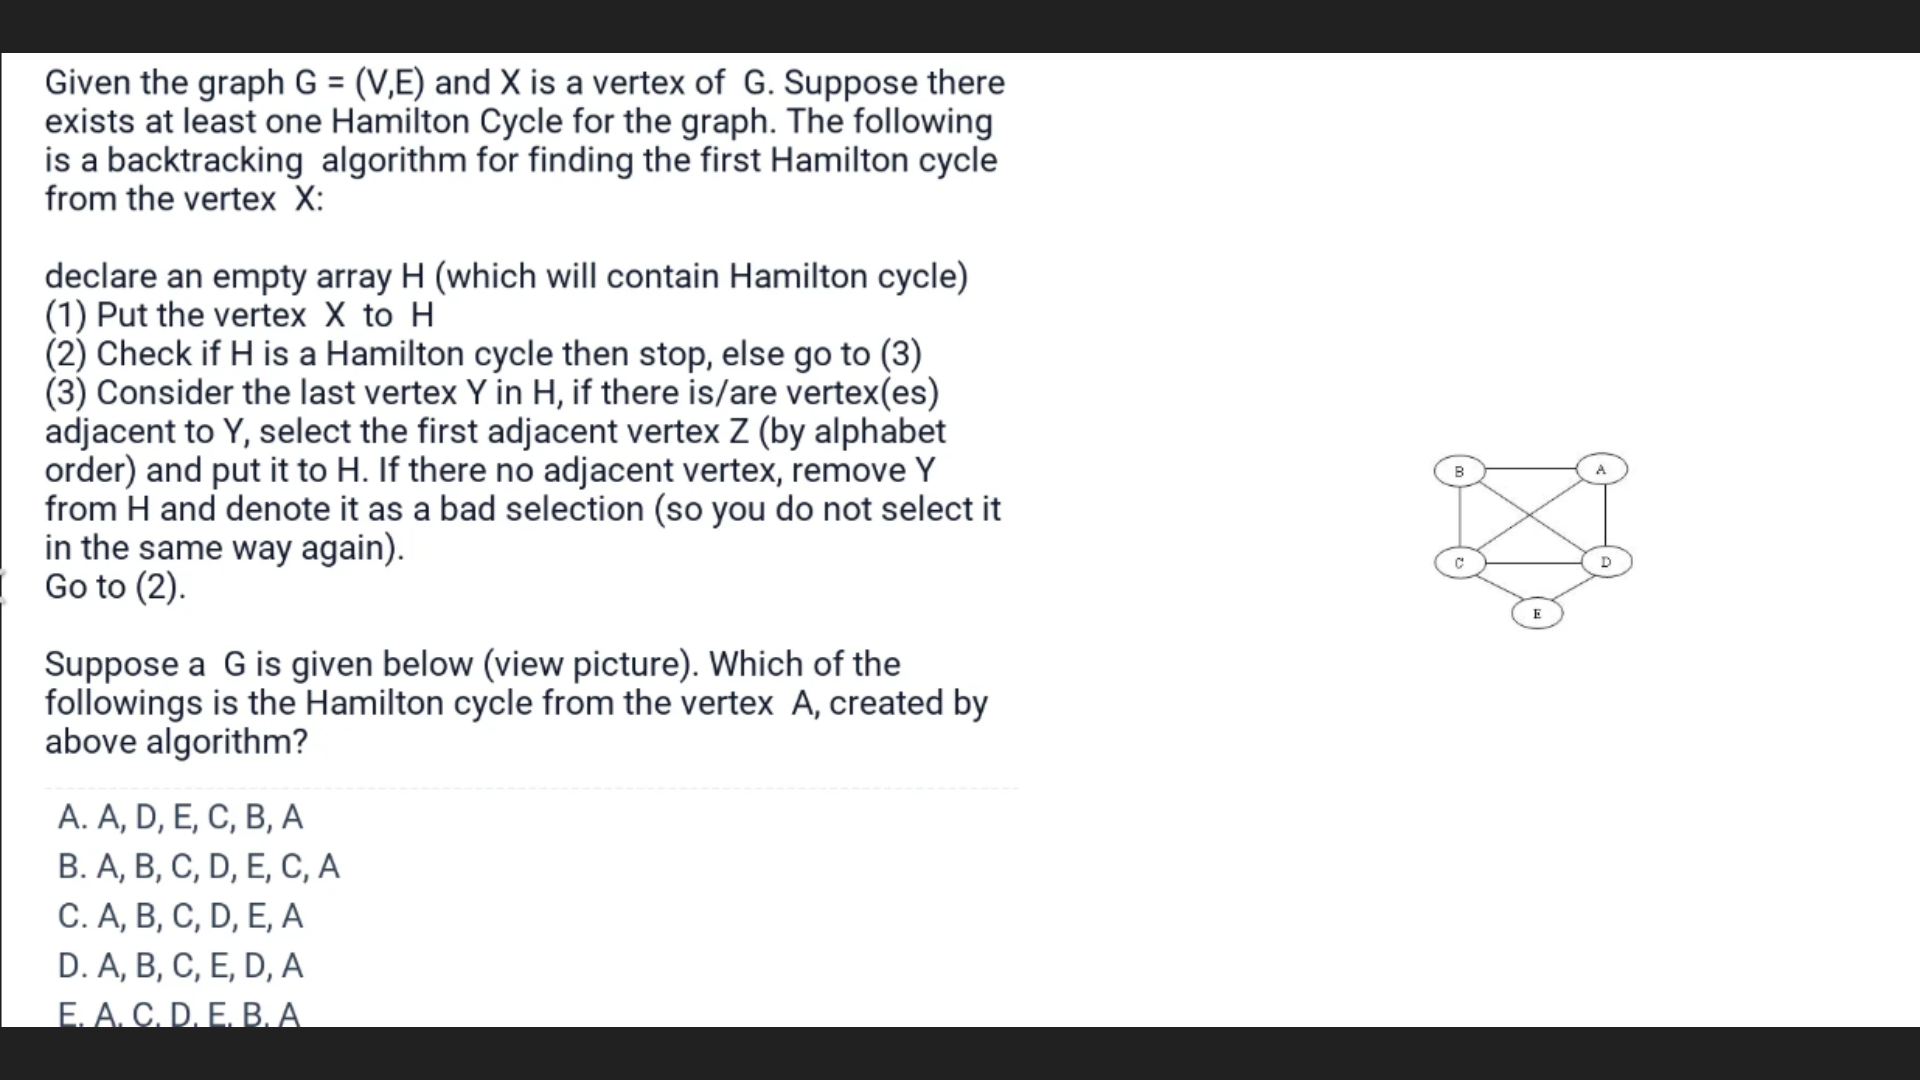 Given the graph G = (V,E) and X is a vertex of  G. Suppose there
exists at least one Hamilton Cycle for the graph. The following
is a backtracking  algorithm for finding the first Hamilton cycle
from the vertex  X:
declare an empty array H (which will contain Hamilton cycle)
(1) Put the vertex  X  to  H
(2) Check if H is a Hamilton cycle then stop, else go to (3)
(3) Consider the last vertex Y in H, if there is/are vertex(es)
adjacent to Y, select the first adjacent vertex Z (by alphabet
order) and put it to H. If there no adjacent vertex, remove Y
from H and denote it as a bad selection (so you do not select it
in the same way again).
Go to (2).
Suppose a  G is given below (view picture). Which of the
followings is the Hamilton cycle from the vertex  A, created by
above algorithm?
A. A, D, E, C, B, A
B. A, B, C, D, E, C, A
C. A, B, C, D, E, A
D. A, B, C, E, D, A
E. A, C, D, E, B, A
B A
C D
E